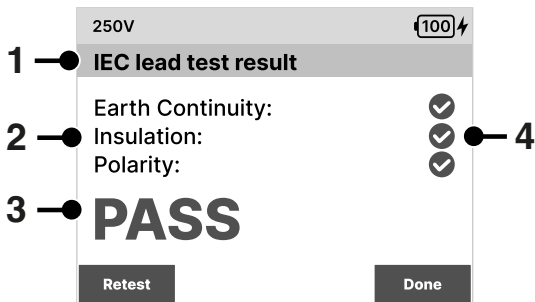 250V 100
1 IEC lead test result
Earth Continuity:
2 Insulation: 4
Polarity:
3 PASS
Retest Done